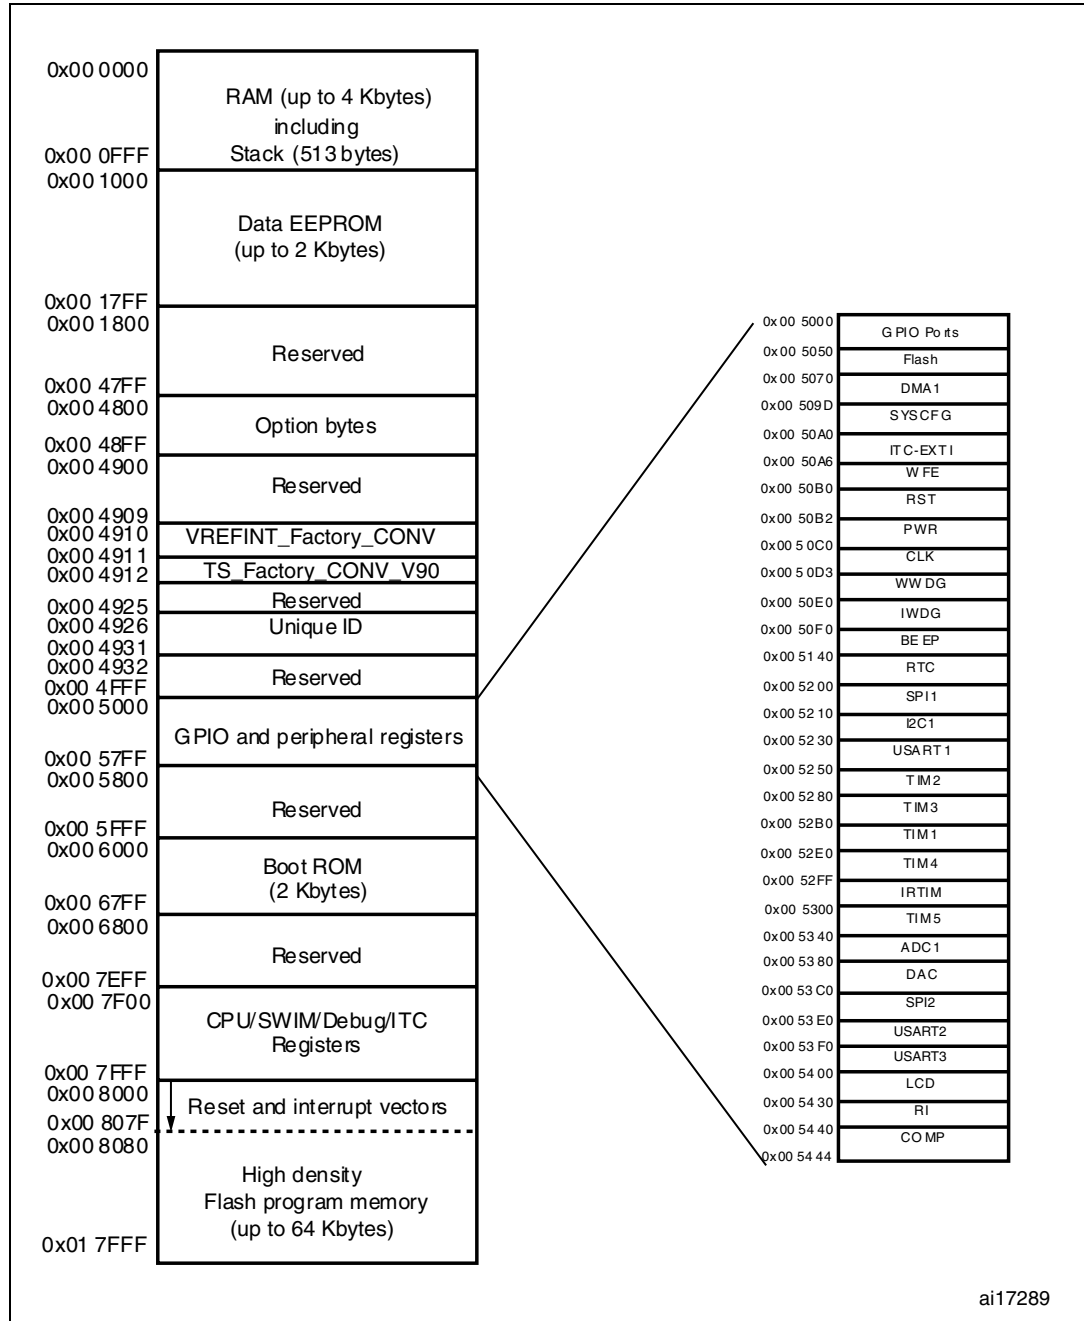 0x00 0000
RAM (up to 4 Kbytes)
including
Stack (513 bytes)
0x00 0FFF
0x00 1000
Data EEPROM
(up to 2 Kbytes)
0x00 17FF
0x00 1800
Reserved
0x00 47FF
0x00 4800
Option bytes
0x00 48FF
0x00 4900
Reserved
0x00 4909
0x00 4910
VREFINT_Factory_CONV
0x00 4911
0x00 4912
TS_Factory_CONV_V90
Reserved
0x00 4925
0x00 4926
Unique ID
0x00 4931
0x00 4932
Reserved
0x00 4FFF
0x00 5000
GPIO and peripheral registers
0x00 57FF
0x00 5800
Reserved
0x00 5FFF
0x00 6000
Boot ROM
(2 Kbytes)
0x00 67FF
0x00 6800
Reserved
0x00 7EFF
0x00 7F00
CPU/SWIM/Debug/ITC
Registers
0x00 7FFF
0x00 8000
Reset and interrupt vectors
0x00 807F
0x00 8080
High density
Flash program memory
(up to 64 Kbytes)
0x01 7FFF
0x00 5000
GPIO Ports
0x00 5050
Flash
0x00 5070
DMA1
0x00 509D
SYSCFG
0x00 50A0
ITC-EXTI
0x00 50A6
WFE
0x00 50B0
RST
0x00 50B2
PWR
0x00 50C0
CLK
0x00 50D3
WWDG
0x00 50E0
IWDG
0x00 50F0
BEEP
0x00 5140
RTC
0x00 5200
SPI1
0x00 5210
I2C1
0x00 5230
USART1
0x00 5250
TIM2
0x00 5280
TIM3
0x00 52B0
TIM1
0x00 52E0
TIM4
0x00 52FF
IRTIM
0x00 5300
TIM5
0x00 5340
ADC1
0x00 5380
DAC
0x00 53C0
SPI2
0x00 53E0
USART2
0x00 53F0
USART3
0x00 5400
LCD
0x00 5430
RI
0x00 5440
COMP
0x00 5444
ai17289